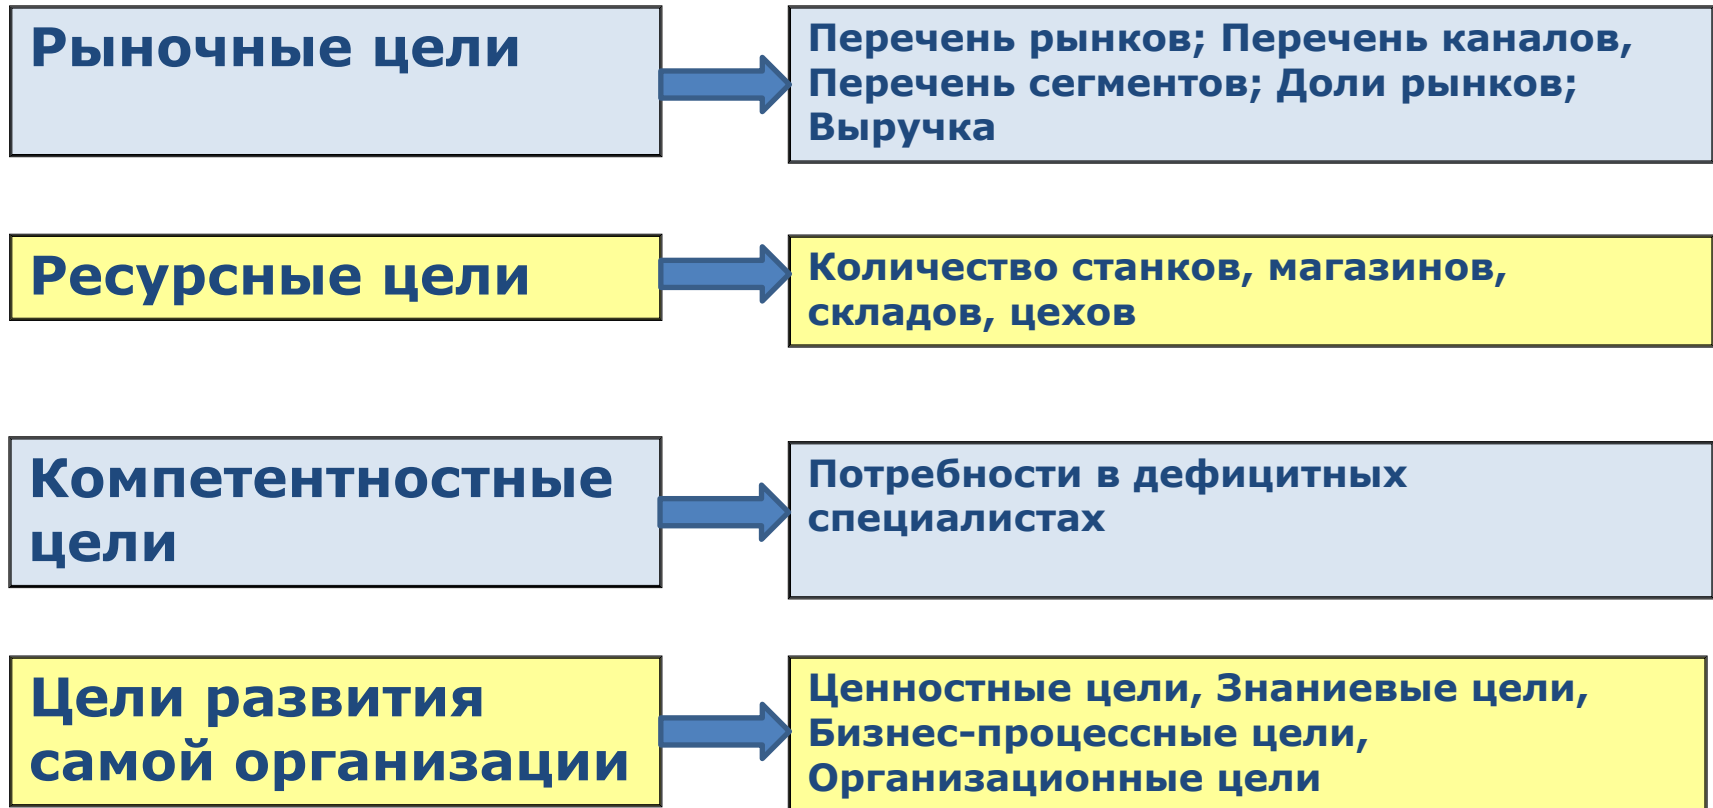 Рыночные цели
Перечень рынков; Перечень каналов,
Перечень сегментов; Доли рынков;
Выручка
Ресурсные цели
Количество станков, магазинов,
складов, цехов
Компетентностные
цели
Потребности в дефицитных
специалистах
Цели развития
самой организации
Ценностные цели, Знаниевые цели,
Бизнес-процессные цели,
Организационные цели